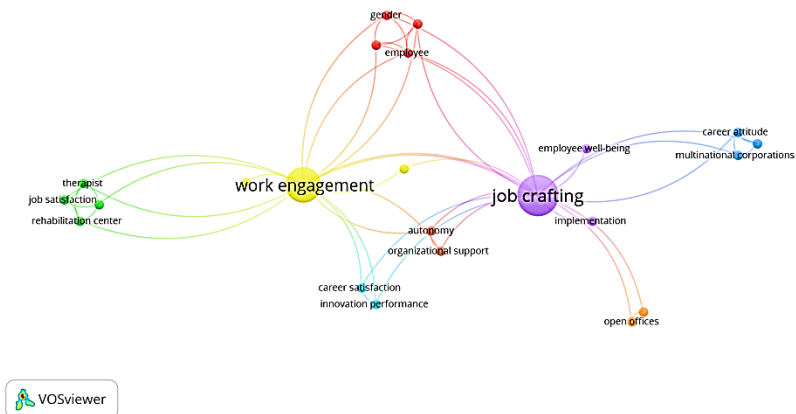 gender
employee
career attitude
employee well-being
multinational corporations
therapist
work engagement
job satisfaction
job crafting
rehabilitation center
implementation
autonomy
organizational support
career satisfaction
innovation performance
open offices
VOSviewer